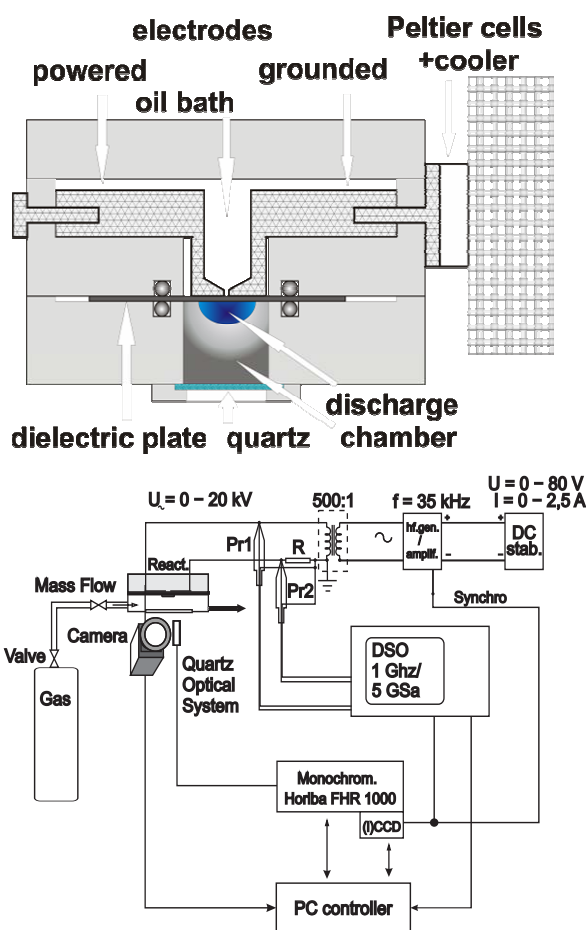 electrodes
Peltier cells
+cooler
powered
grounded
oil bath
discharge
chamber
dielectric plate
quartz
U~ = 0 – 20 kV
500:1
f = 35 kHz
U = 0 – 80 V
I = 0 – 2,5 A
Pr1
R
hf.gen.
/
amplif.
+
–
+
–
DC
stab.
React.
Pr2
Mass Flow
Synchro
Camera
Valve
Gas
Quartz
Optical
System
DSO
1 Ghz/
5 GSa
Monochrom.
Horiba FHR 1000
(I)CCD
PC controller